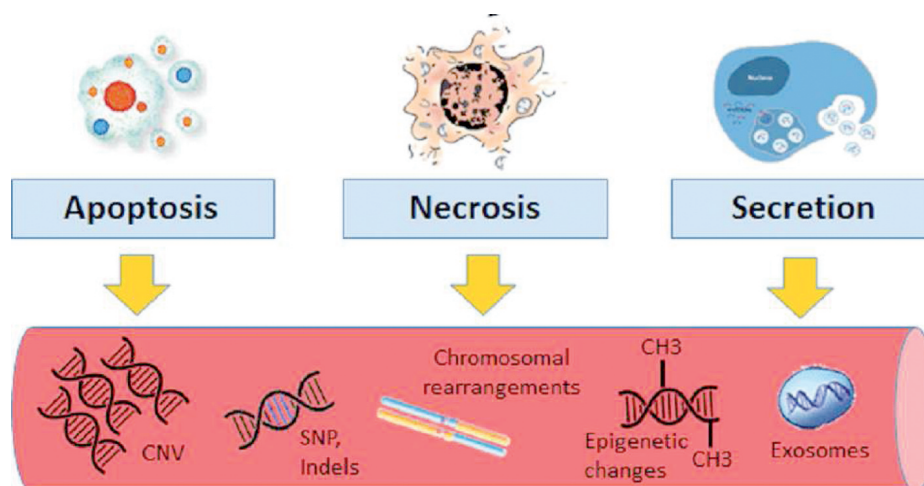 Nucleus
Apoptosis
Necrosis
Secretion
CNV
SNP,
Indels
Chromosomal
rearrangements
CH3
Epigenetic
changes
CH3
Exosomes